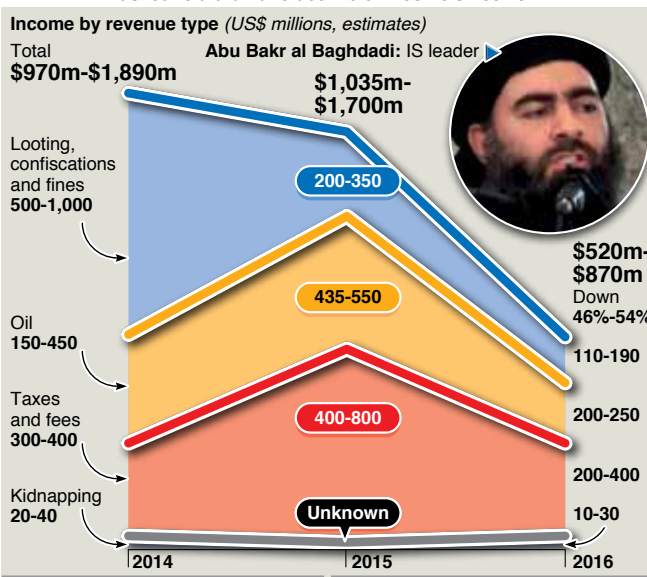 Income by revenue type (US$ millions, estimates)
Total
$970m-$1,890m
Abu Bakr al Baghdadi: IS leader
$1,035m-
$1,700m
Looting,
confiscations
and fines
500-1,000
200-350
$520m-
$870m
Down
46%-54%
435-550
Oil
150-450
110-190
Taxes
and fees
300-400
400-800
200-250
200-400
Kidnapping
20-40
Unknown
10-30
2014
2015
2016